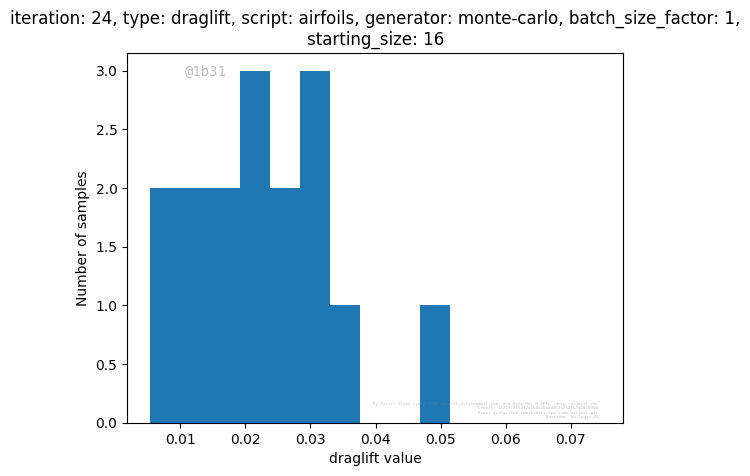 iteration: 24, type: draglift, script: airfoils, generator: monte-carlo, batch_size_factor: 1,
starting_size: 16
@1b31
3.0
2.5
2.0
1.5
1.0
0.5
0.0
Number of samples
0.01 0.02 0.03 0.04 0.05 0.06 0.07
draglift value